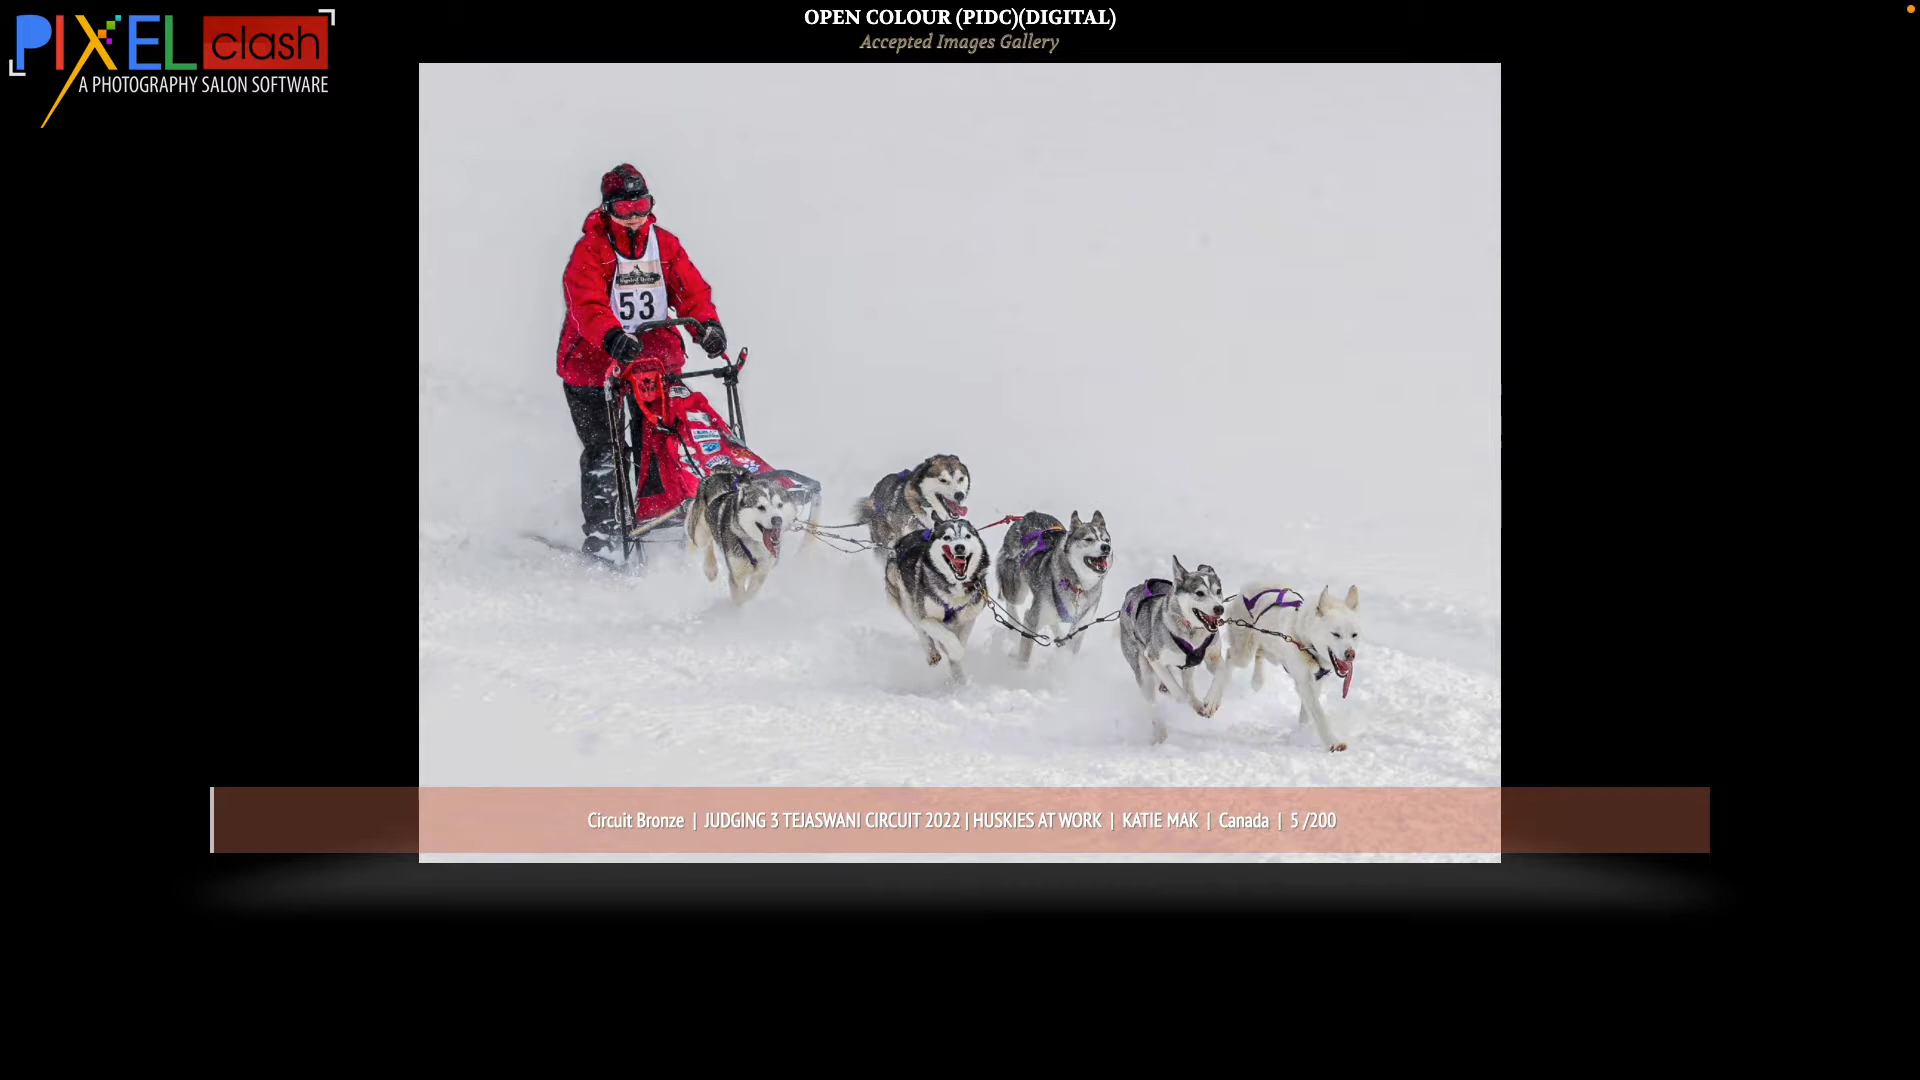 PIXEL clash
A PHOTOGRAPHY SALON SOFTWARE
OPEN COLOUR (PIDC)(DIGITAL)
Accepted Images Gallery
53
Circuit Bronze | JUDGING 3 TEJASWANI CIRCUIT 2022 | HUSKIES AT WORK | KATIE MAK | Canada | 5 /200